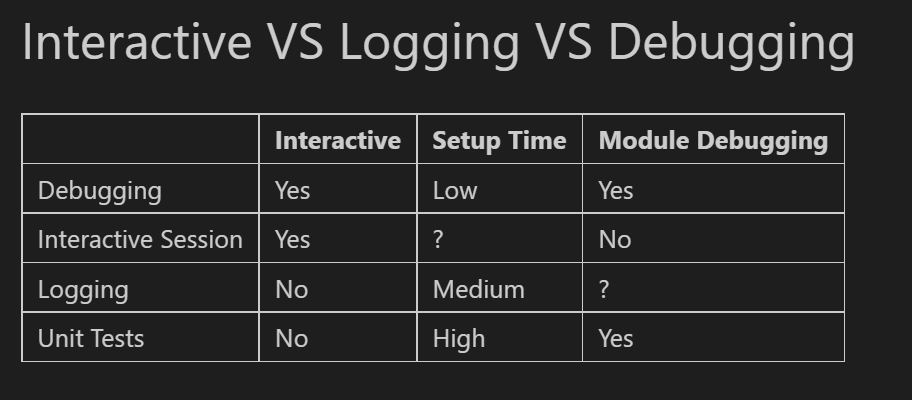 Interactive VS Logging VS Debugging
Interactive Setup Time Module Debugging
Debugging Yes Low Yes
Interactive Session Yes ? No
Logging No Medium ?
Unit Tests No High Yes